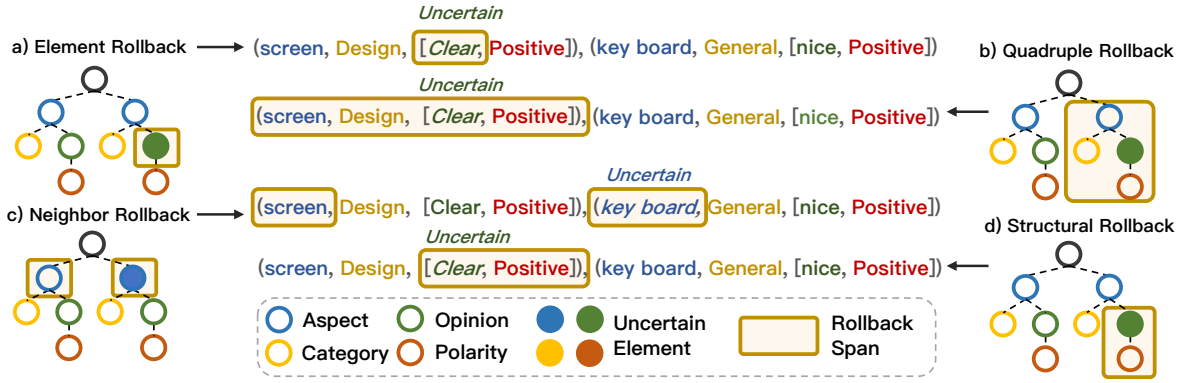 Uncertain
a) Element Rollback
(screen, Design, [Clear, Positive]), (key board, General, [nice, Positive])
b) Quadruple Rollback
Uncertain
(screen, Design, [Clear, Positive]), (key board, General, [nice, Positive])
Uncertain
c) Neighbor Rollback
(screen, Design, [Clear, Positive]), (key board, General, [nice, Positive])
d) Structural Rollback
Uncertain
(screen, Design, [Clear, Positive]), (key board, General, [nice, Positive])
Aspect
Opinion
Uncertain
Element
Rollback
Span
Category
Polarity